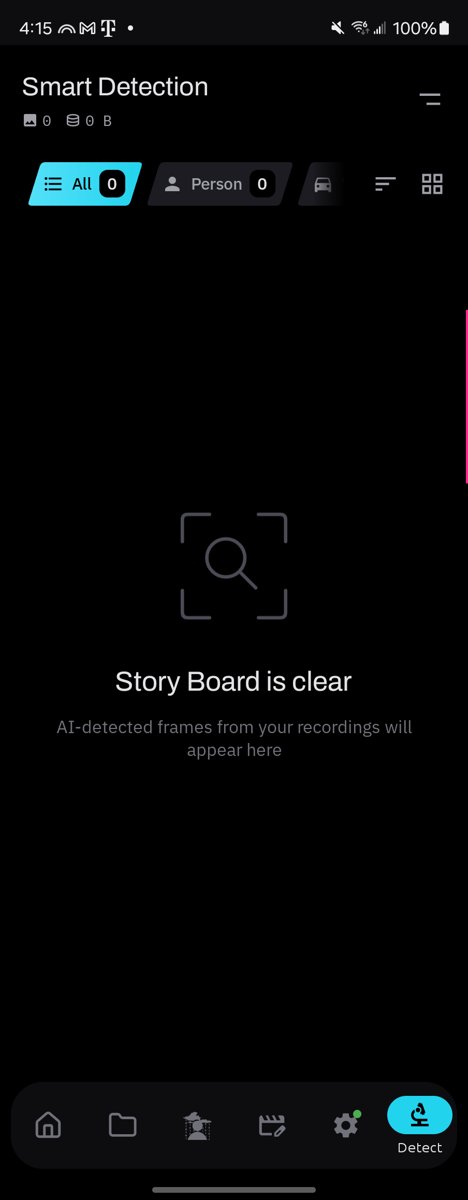 4:15
100%
Smart Detection
0 0 B
All 0 Person 0
Story Board is clear
AI-detected frames from your recordings will
appear here
Detect